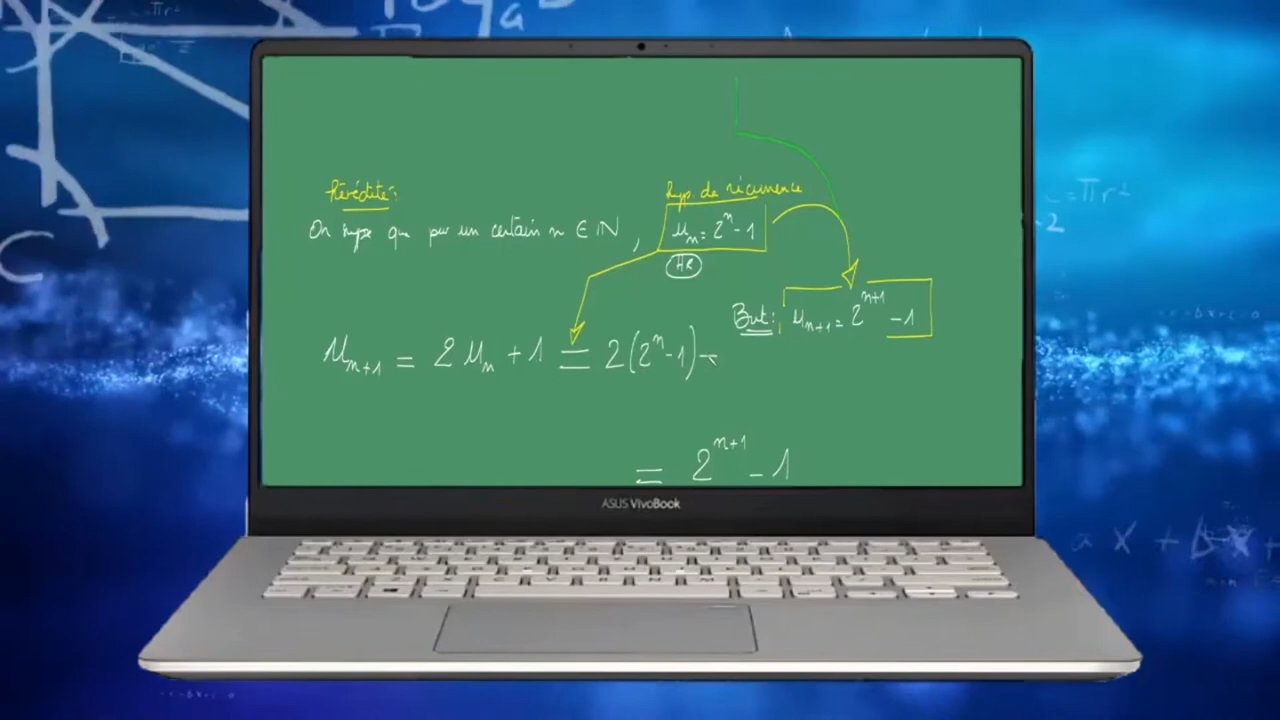 Hérédité:
hyp. de récurrence
On suppose que pour un certain n ∈ ℕ, uₙ = 2ⁿ - 1
HR
But: uₙ₊₁ = 2ⁿ⁺¹ - 1
uₙ₊₁ = 2uₙ + 1 = 2(2ⁿ - 1) -
= 2ⁿ⁺¹ - 1
ASUS VivoBook